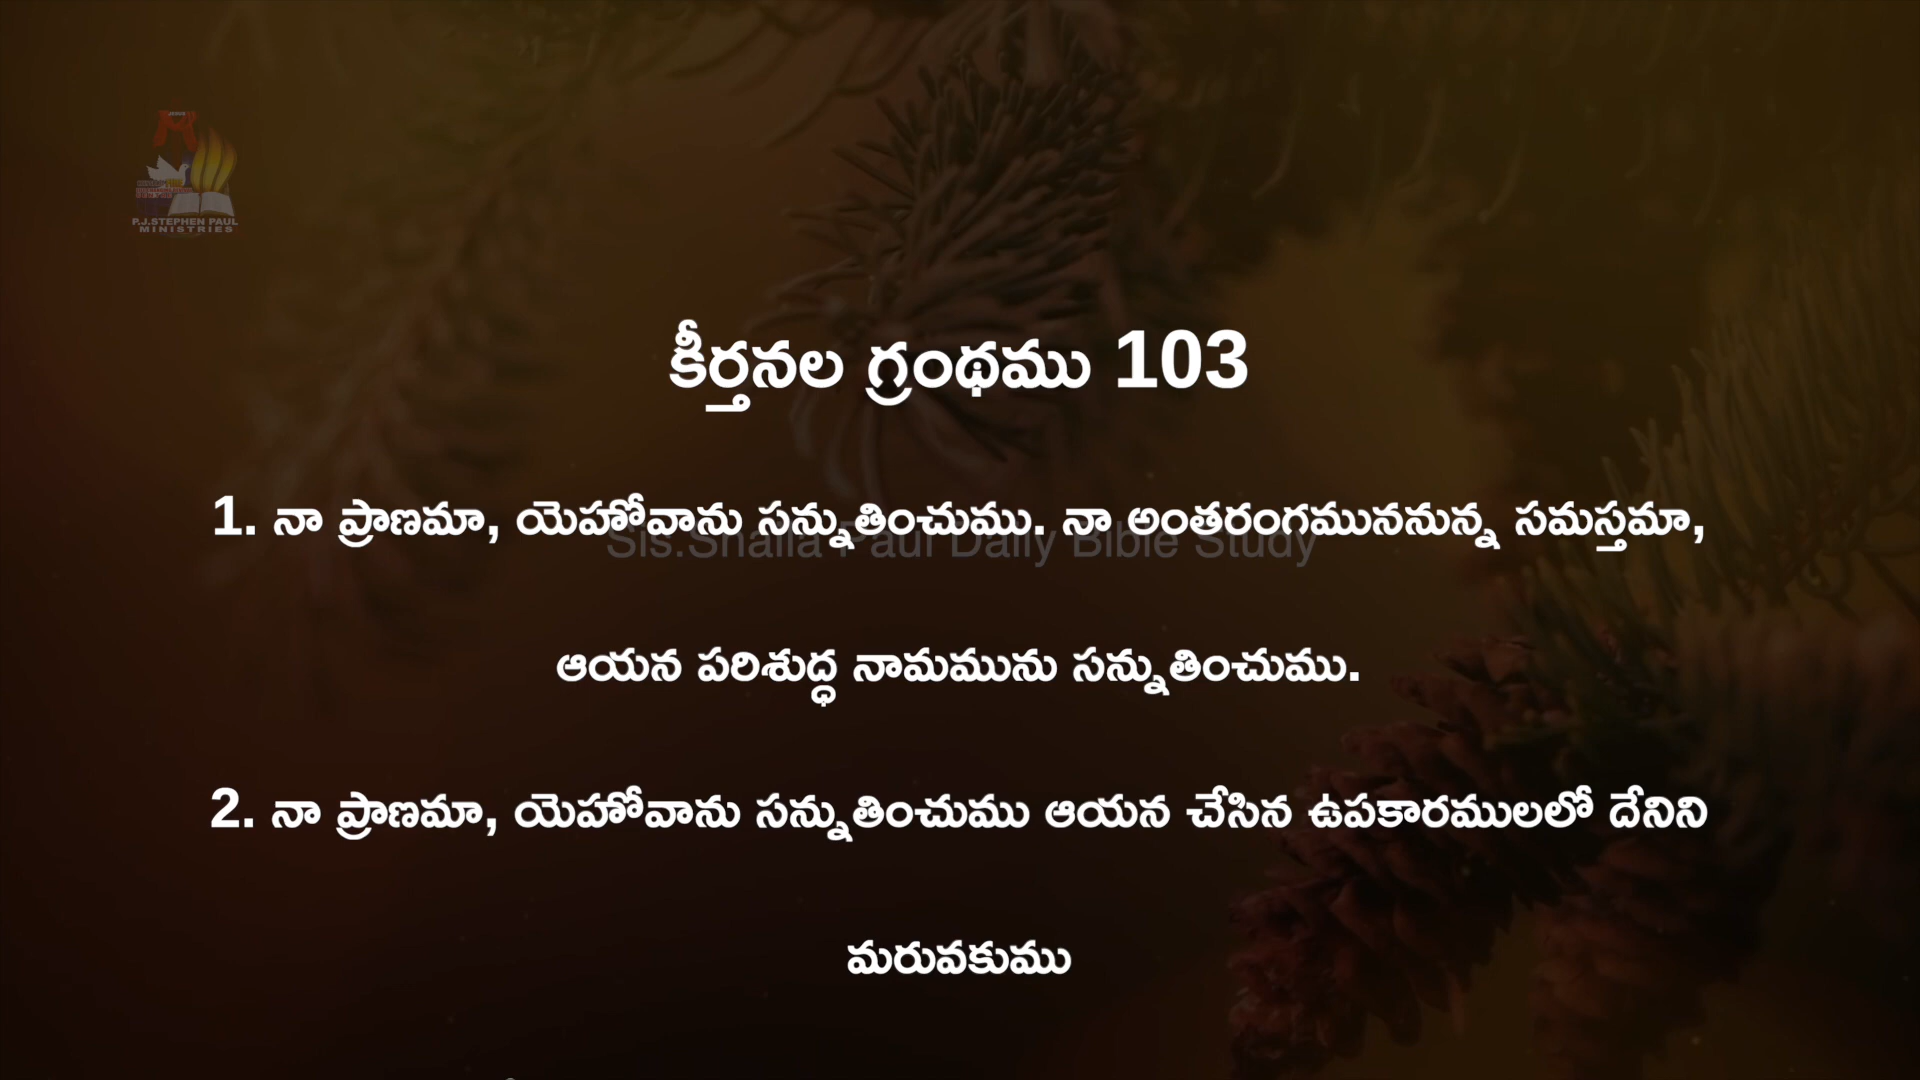 P.J.STEPHEN PAUL
MINISTRIES
కీర్తనల గ్రంథము 103
1. నా ప్రాణమా, యెహోవాను సన్నుతించుము. నా అంతరంగముననున్న సమస్తమా,
Sis.Shaila Paul Daily Bible Study
ఆయన పరిశుద్ధ నామమును సన్నుతించుము.
2. నా ప్రాణమా, యెహోవాను సన్నుతించుము ఆయన చేసిన ఉపకారములలో దేనిని
మరువకుము